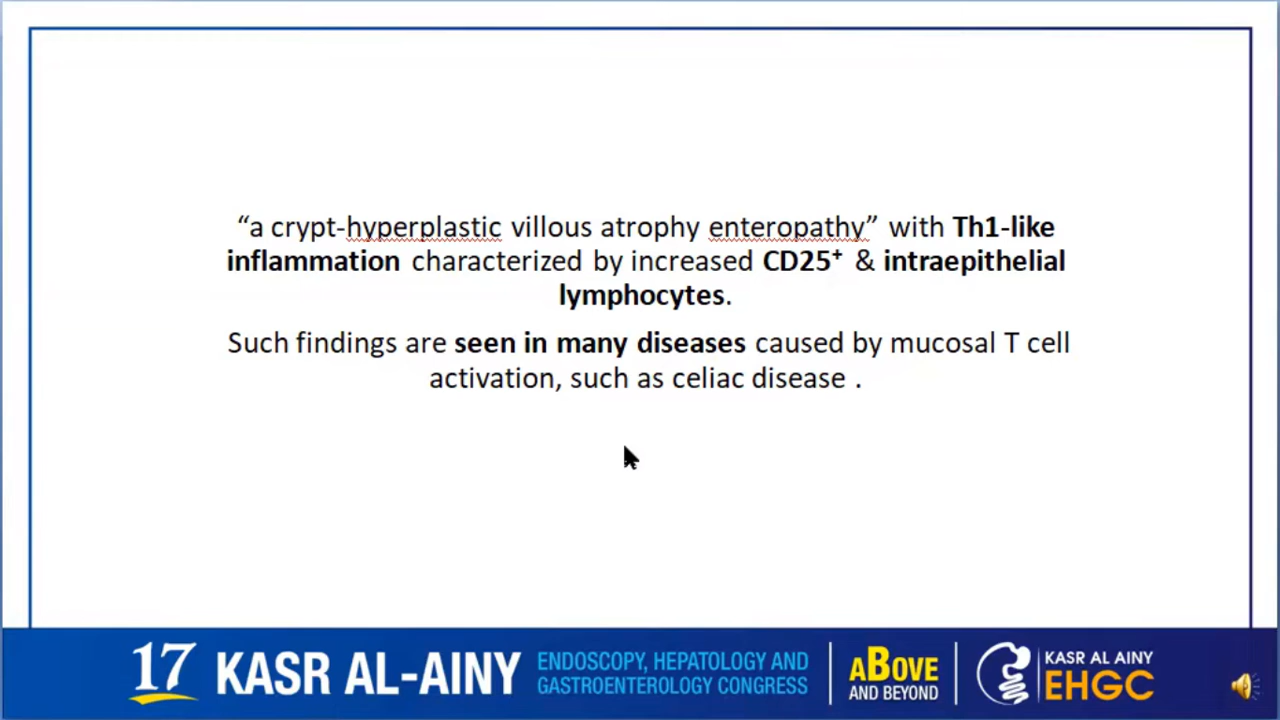 “a crypt-hyperplastic villous atrophy enteropathy” with Th1-like
inflammation characterized by increased CD25⁺ & intraepithelial
lymphocytes.
Such findings are seen in many diseases caused by mucosal T cell
activation, such as celiac disease .
17 KASR AL-AINY
ENDOSCOPY, HEPATOLOGY AND
GASTROENTEROLOGY CONGRESS
ABOVE
AND BEYOND
KASR AL AINY
EHGC